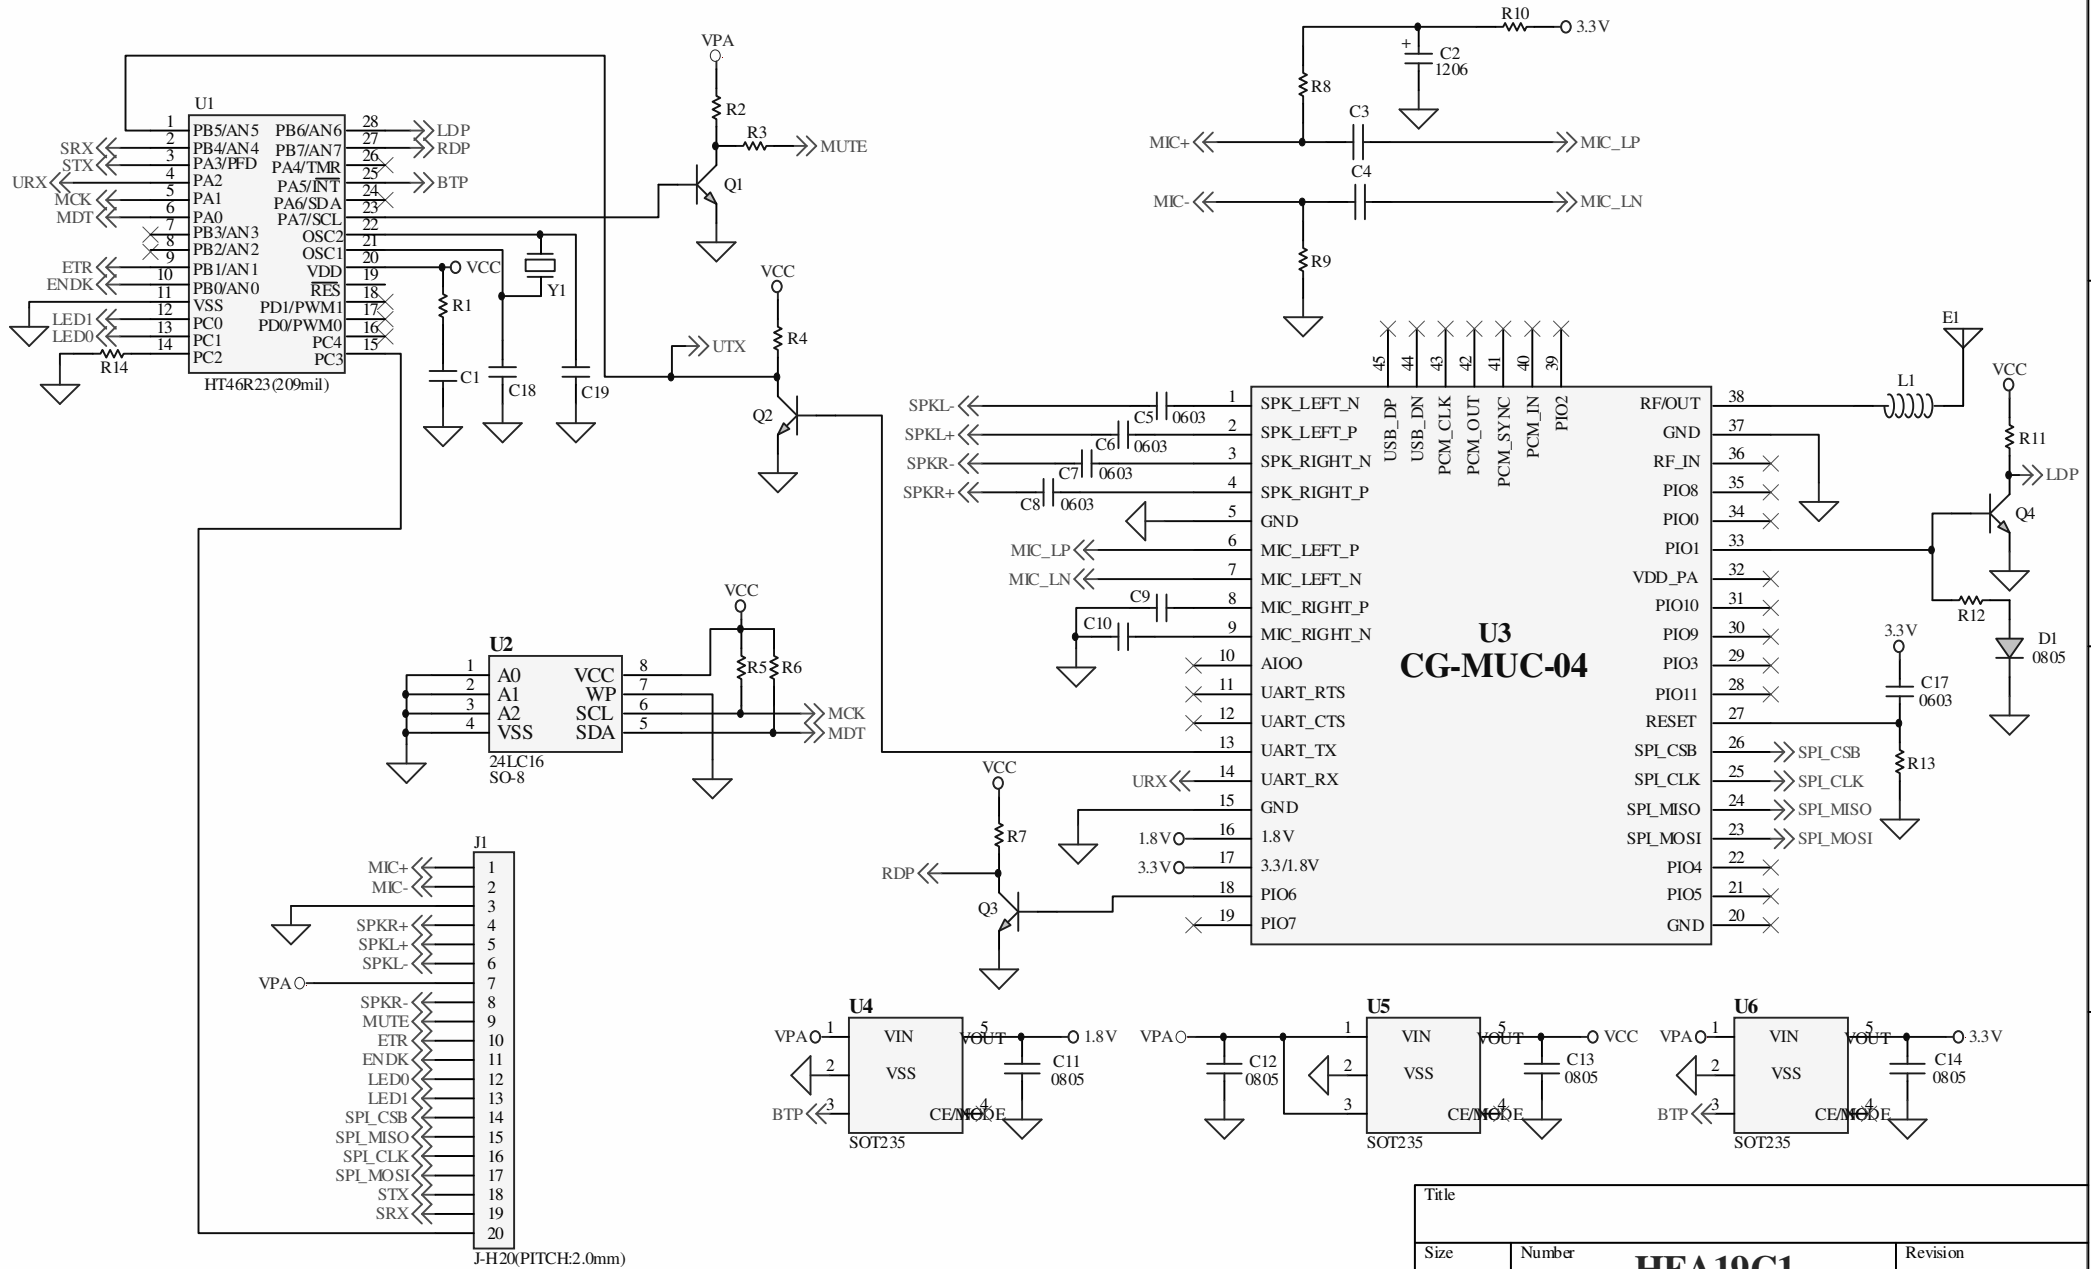 VPA
R2
R3
MUTE
Q1
U1
1 PB5/AN5 PB6/AN6 28 LDP
SRX 2 PB4/AN4 PB7/AN7 27 RDP
STX 3 PA3/PFD PA4/TMR 26
URX 4 PA2 PA5/INT 25 BTP
MCK 5 PA1 PA6/SDA 24
MDT 6 PA0 PA7/SCL 23
7 PB3/AN3 OSC2 22
8 PB2/AN2 OSC1 21
ETR 9 PB1/AN1 VDD 20 VCC
ENDK 10 PB0/AN0 RES 19
11 VSS PD1/PWM1 18
LED1 12 PC0 PD0/PWM0 17
LED0 13 PC1 PC4 16
R14 14 PC2 PC3 15
HT46R23(209mil)
R1
C1
C18
Y1
C19
VCC
R4
UTX
Q2
R10
3.3V
+
C2
1206
R8
C3
MIC+
MIC_LP
C4
MIC-
MIC_LN
R9
45 44 43 42 41 40 39
USB_DP
USB_DN
PCM_CLK
PCM_OUT
PCM_SYNC
PCM_IN
PIO2
U3
CG-MUC-04
SPKL- C5 0603 1 SPK_LEFT_N
SPKL+ C6 0603 2 SPK_LEFT_P
SPKR- C7 0603 3 SPK_RIGHT_N
SPKR+ C8 0603 4 SPK_RIGHT_P
5 GND
MIC_LP 6 MIC_LEFT_P
MIC_LN 7 MIC_LEFT_N
C9 8 MIC_RIGHT_P
C10 9 MIC_RIGHT_N
10 AIOO
11 UART_RTS
12 UART_CTS
13 UART_TX
URX 14 UART_RX
15 GND
1.8V 16 1.8V
3.3V 17 3.3/1.8V
18 PIO6
19 PIO7
RF/OUT 38
GND 37
RF_IN 36
PIO8 35
PIO0 34
PIO1 33
VDD_PA 32
PIO10 31
PIO9 30
PIO3 29
PIO11 28
RESET 27
SPI_CSB 26 SPI_CSB
SPI_CLK 25 SPI_CLK
SPI_MISO 24 SPI_MISO
SPI_MOSI 23 SPI_MOSI
PIO4 22
PIO5 21
GND 20
L1
E1
VCC
R11
LDP
Q4
R12
D1
0805
3.3V
C17
0603
R13
VCC
R7
RDP
Q3
VCC
R5
R6
U2
1 A0 VCC 8
2 A1 WP 7
3 A2 SCL 6 MCK
4 VSS SDA 5 MDT
24LC16
SO-8
J1
MIC+ 1
MIC- 2
3
SPKR+ 4
SPKL+ 5
SPKL- 6
VPA 7
SPKR- 8
MUTE 9
ETR 10
ENDK 11
LED0 12
LED1 13
SPI_CSB 14
SPI_MISO 15
SPI_CLK 16
SPI_MOSI 17
STX 18
SRX 19
20
J-H20(PITCH:2.0mm)
U4
VPA 1 VIN VOUT 5 1.8V
2 VSS
BTP 3 CE/MODE 4
SOT235
C11
0805
U5
VPA 1 VIN VOUT 5 VCC
2 VSS
3 CE/MODE 4
SOT235
C12
0805
C13
0805
U6
VPA 1 VIN VOUT 5 3.3V
2 VSS
BTP 3 CE/MODE 4
SOT235
C14
0805
Title
Size
Number
HFA19C1
Revision